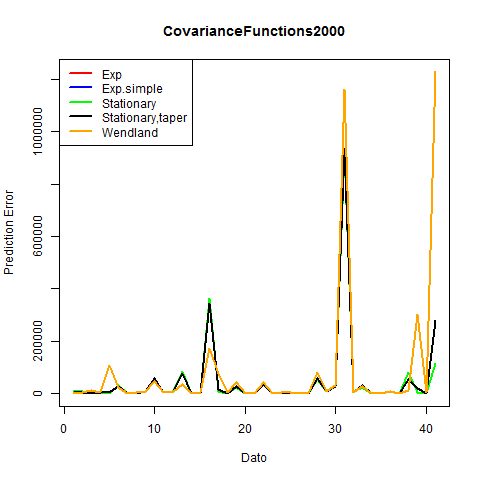 CovarianceFunctions2000
Exp
Exp.simple
Stationary
Stationary,taper
Wendland
Prediction Error
0
200000
600000
1000000
0
10
20
30
40
Dato